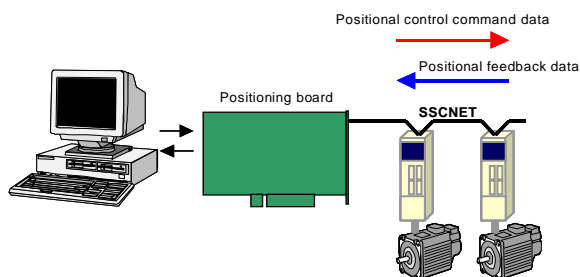 Positional control command data
Positional feedback data
Positioning board
SSCNET